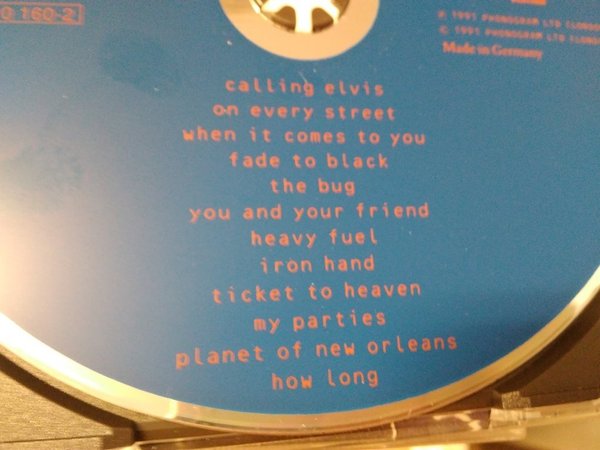 0 160-2
℗ 1991 PHONOGRAM LTD (LONDON
© 1991 PHONOGRAM LTD (LONDO
Made in Germany
calling elvis
on every street
when it comes to you
fade to black
the bug
you and your friend
heavy fuel
iron hand
ticket to heaven
my parties
planet of new orleans
how long